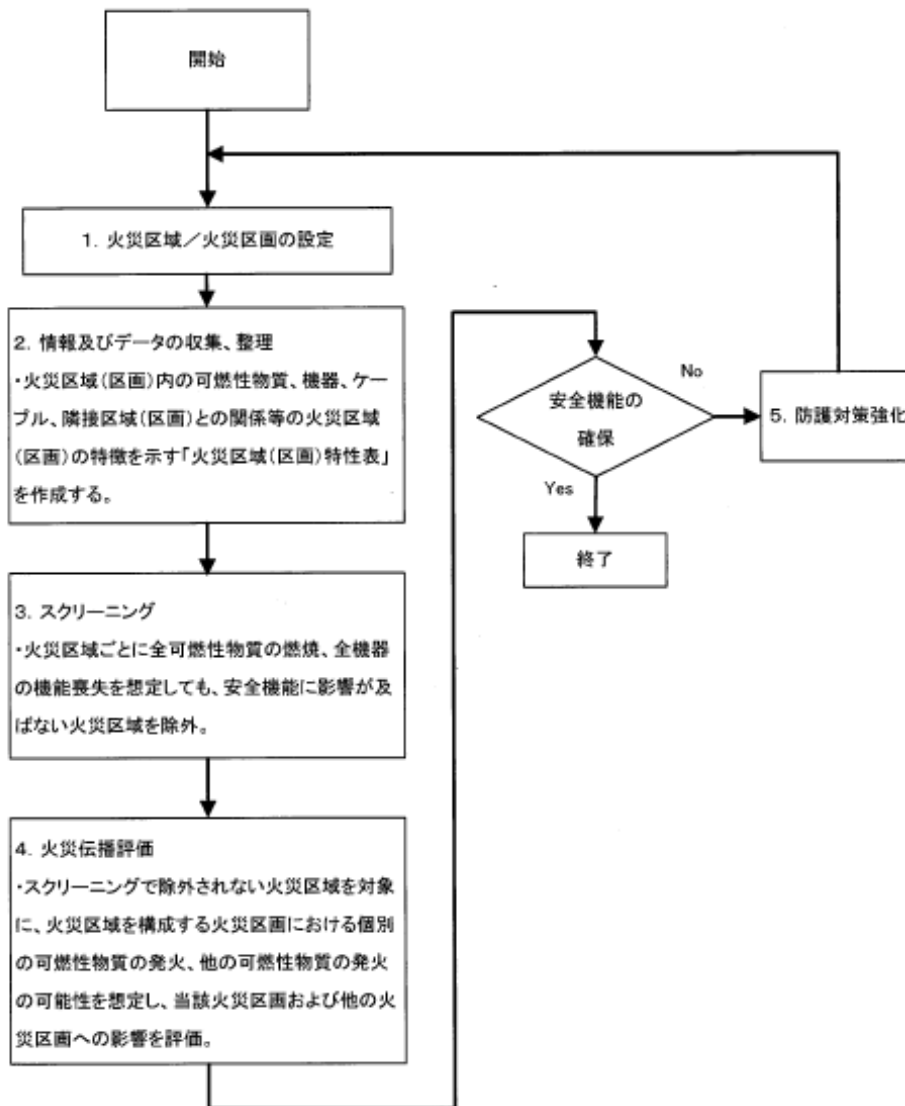 開始
1. 火災区域／火災区画の設定
2. 情報及びデータの収集、整理
・火災区域(区画)内の可燃性物質、機器、ケー
ブル、隣接区域(区画)との関係等の火災区域
(区画)の特徴を示す「火災区域(区画)特性表」
を作成する。
3. スクリーニング
・火災区域ごとに全可燃性物質の燃焼、全機器
の機能喪失を想定しても、安全機能に影響が及
ばない火災区域を除外。
4. 火災伝播評価
・スクリーニングで除外されない火災区域を対象
に、火災区域を構成する火災区画における個別
の可燃性物質の発火、他の可燃性物質の発火
の可能性を想定し、当該火災区画および他の火
災区画への影響を評価。
安全機能の
確保
No
Yes
5. 防護対策強化
終了